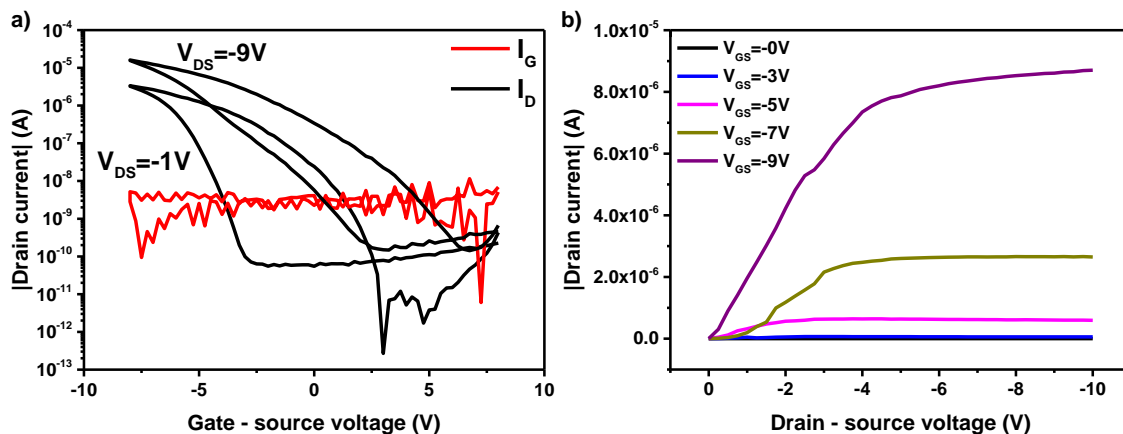 a)
10^-4
10^-5
10^-6
10^-7
10^-8
10^-9
10^-10
10^-11
10^-12
10^-13
|Drain current| (A)
V_DS=-9V
V_DS=-1V
I_G
I_D
-10
-5
0
5
10
Gate - source voltage (V)
b)
1.0x10^-5
8.0x10^-6
6.0x10^-6
4.0x10^-6
2.0x10^-6
0.0
|Drain current| (A)
V_GS=-0V
V_GS=-3V
V_GS=-5V
V_GS=-7V
V_GS=-9V
0
-2
-4
-6
-8
-10
Drain - source voltage (V)